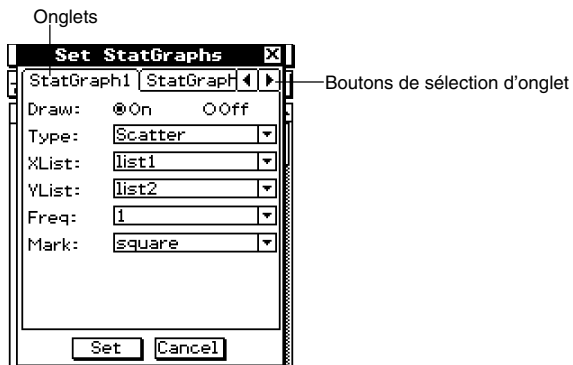 Onglets
Set StatGraphs
StatGraph1 StatGraph
Boutons de sélection d'onglet
Draw: On Off
Type: Scatter
XList: list1
YList: list2
Freq: 1
Mark: square
Set Cancel